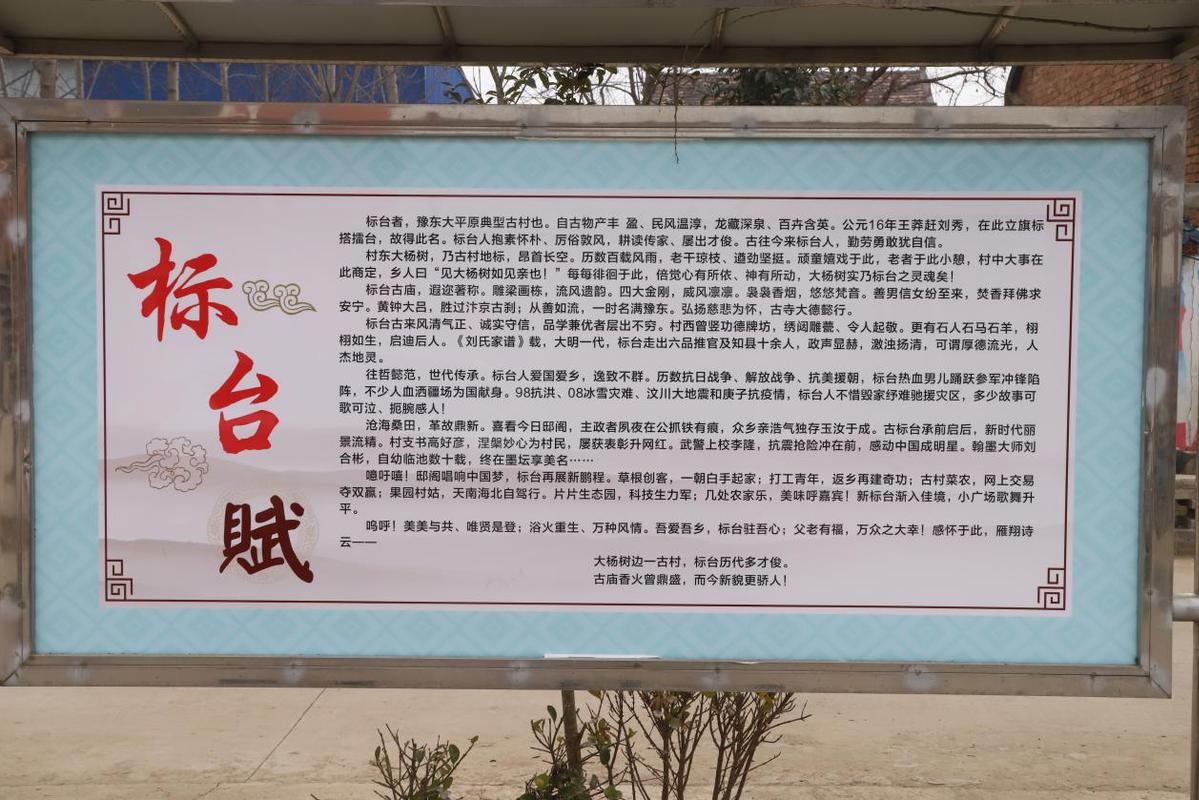 标台赋
标台者，豫东大平原典型古村也。自古物产丰 盈、民风温淳，龙藏深泉、百卉含英。公元16年王莽赶刘秀，在此立旗标
搭擂台，故得此名。标台人抱素怀朴、厉俗敦风，耕读传家、屡出才俊。古往今来标台人，勤劳勇敢犹自信。
村东大杨树，乃古村地标，昂首长空。历数百载风雨，老干琼枝、遒劲坚挺。顽童嬉戏于此，老者于此小憩，村中大事在
此商定，乡人曰“见大杨树如见亲也！”每每徘徊于此，倍觉心有所依、神有所动，大杨树实乃标台之灵魂矣！
标台古庙，遐迩著称。雕梁画栋，流风遗韵。四大金刚，威风凛凛。袅袅香烟，悠悠梵音。善男信女纷至来，焚香拜佛求
安宁。黄钟大吕，胜过汴京古刹；从善如流，一时名满豫东。弘扬慈悲为怀，古寺大德懿行。
标台古来风清气正、诚实守信，品学兼优者层出不穷。村西曾竖功德牌坊，绣闼雕甍、令人起敬。更有石人石马石羊，栩
栩如生，启迪后人。《刘氏家谱》载，大明一代，标台走出六品推官及知县十余人，政声显赫，激浊扬清，可谓厚德流光，人
杰地灵。
往哲懿范，世代传承。标台人爱国爱乡，逸致不群。历数抗日战争、解放战争、抗美援朝，标台热血男儿踊跃参军冲锋陷
阵，不少人血洒疆场为国献身。98抗洪、08冰雪灾难、汶川大地震和庚子抗疫情，标台人不惜毁家纾难驰援灾区，多少故事可
歌可泣、扼腕感人！
沧海桑田，革故鼎新。喜看今日邸阁，主政者夙夜在公抓铁有痕，众乡亲浩气独存玉汝于成。古标台承前启后，新时代丽
景流精。村支书高好彦，涅槃妙心为村民，屡获表彰升网红。武警上校李隆，抗震抢险冲在前，感动中国成明星。翰墨大师刘
合彬，自幼临池数十载，终在墨坛享美名……
噫吁嘻！邸阁唱响中国梦，标台再展新鹏程。草根创客，一朝白手起家；打工青年，返乡再建奇功；古村菜农，网上交易
夺双赢；果园村姑，天南海北自驾行。片片生态园，科技生力军；几处农家乐，美味呼嘉宾！新标台渐入佳境，小广场歌舞升
平。
呜呼！美美与共、唯贤是登；浴火重生、万种风情。吾爱吾乡，标台驻吾心；父老有福，万众之大幸！感怀于此，雁翔诗
云——
大杨树边一古村，标台历代多才俊。
古庙香火曾鼎盛，而今新貌更骄人！